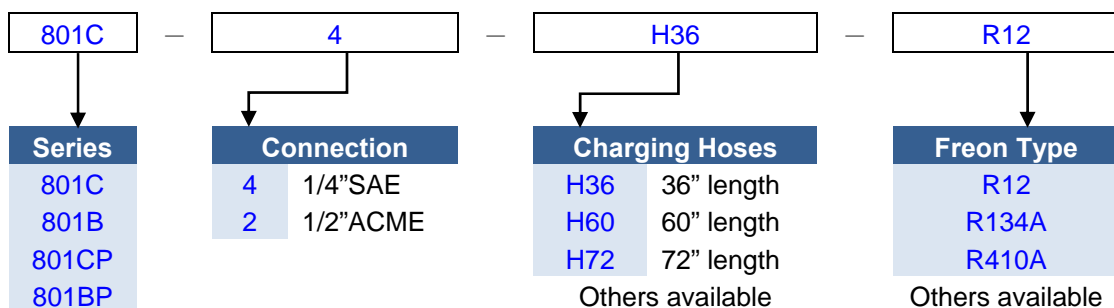 801C – 4 – H36 – R12
Series Connection Charging Hoses Freon Type
801C 4 1/4”SAE H36 36” length R12
801B 2 1/2”ACME H60 60” length R134A
801CP H72 72” length R410A
801BP Others available Others available